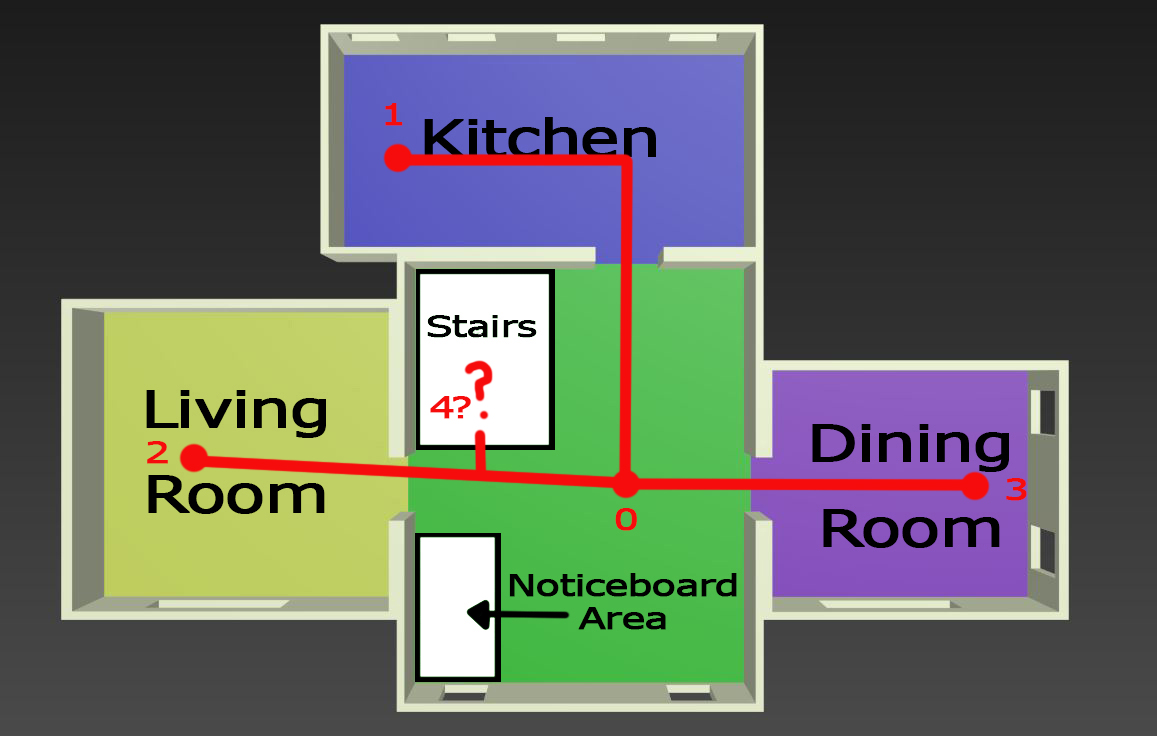 1
Kitchen
Stairs
?
4?
Living
2
Room
0
Dining
3
Room
Noticeboard
Area